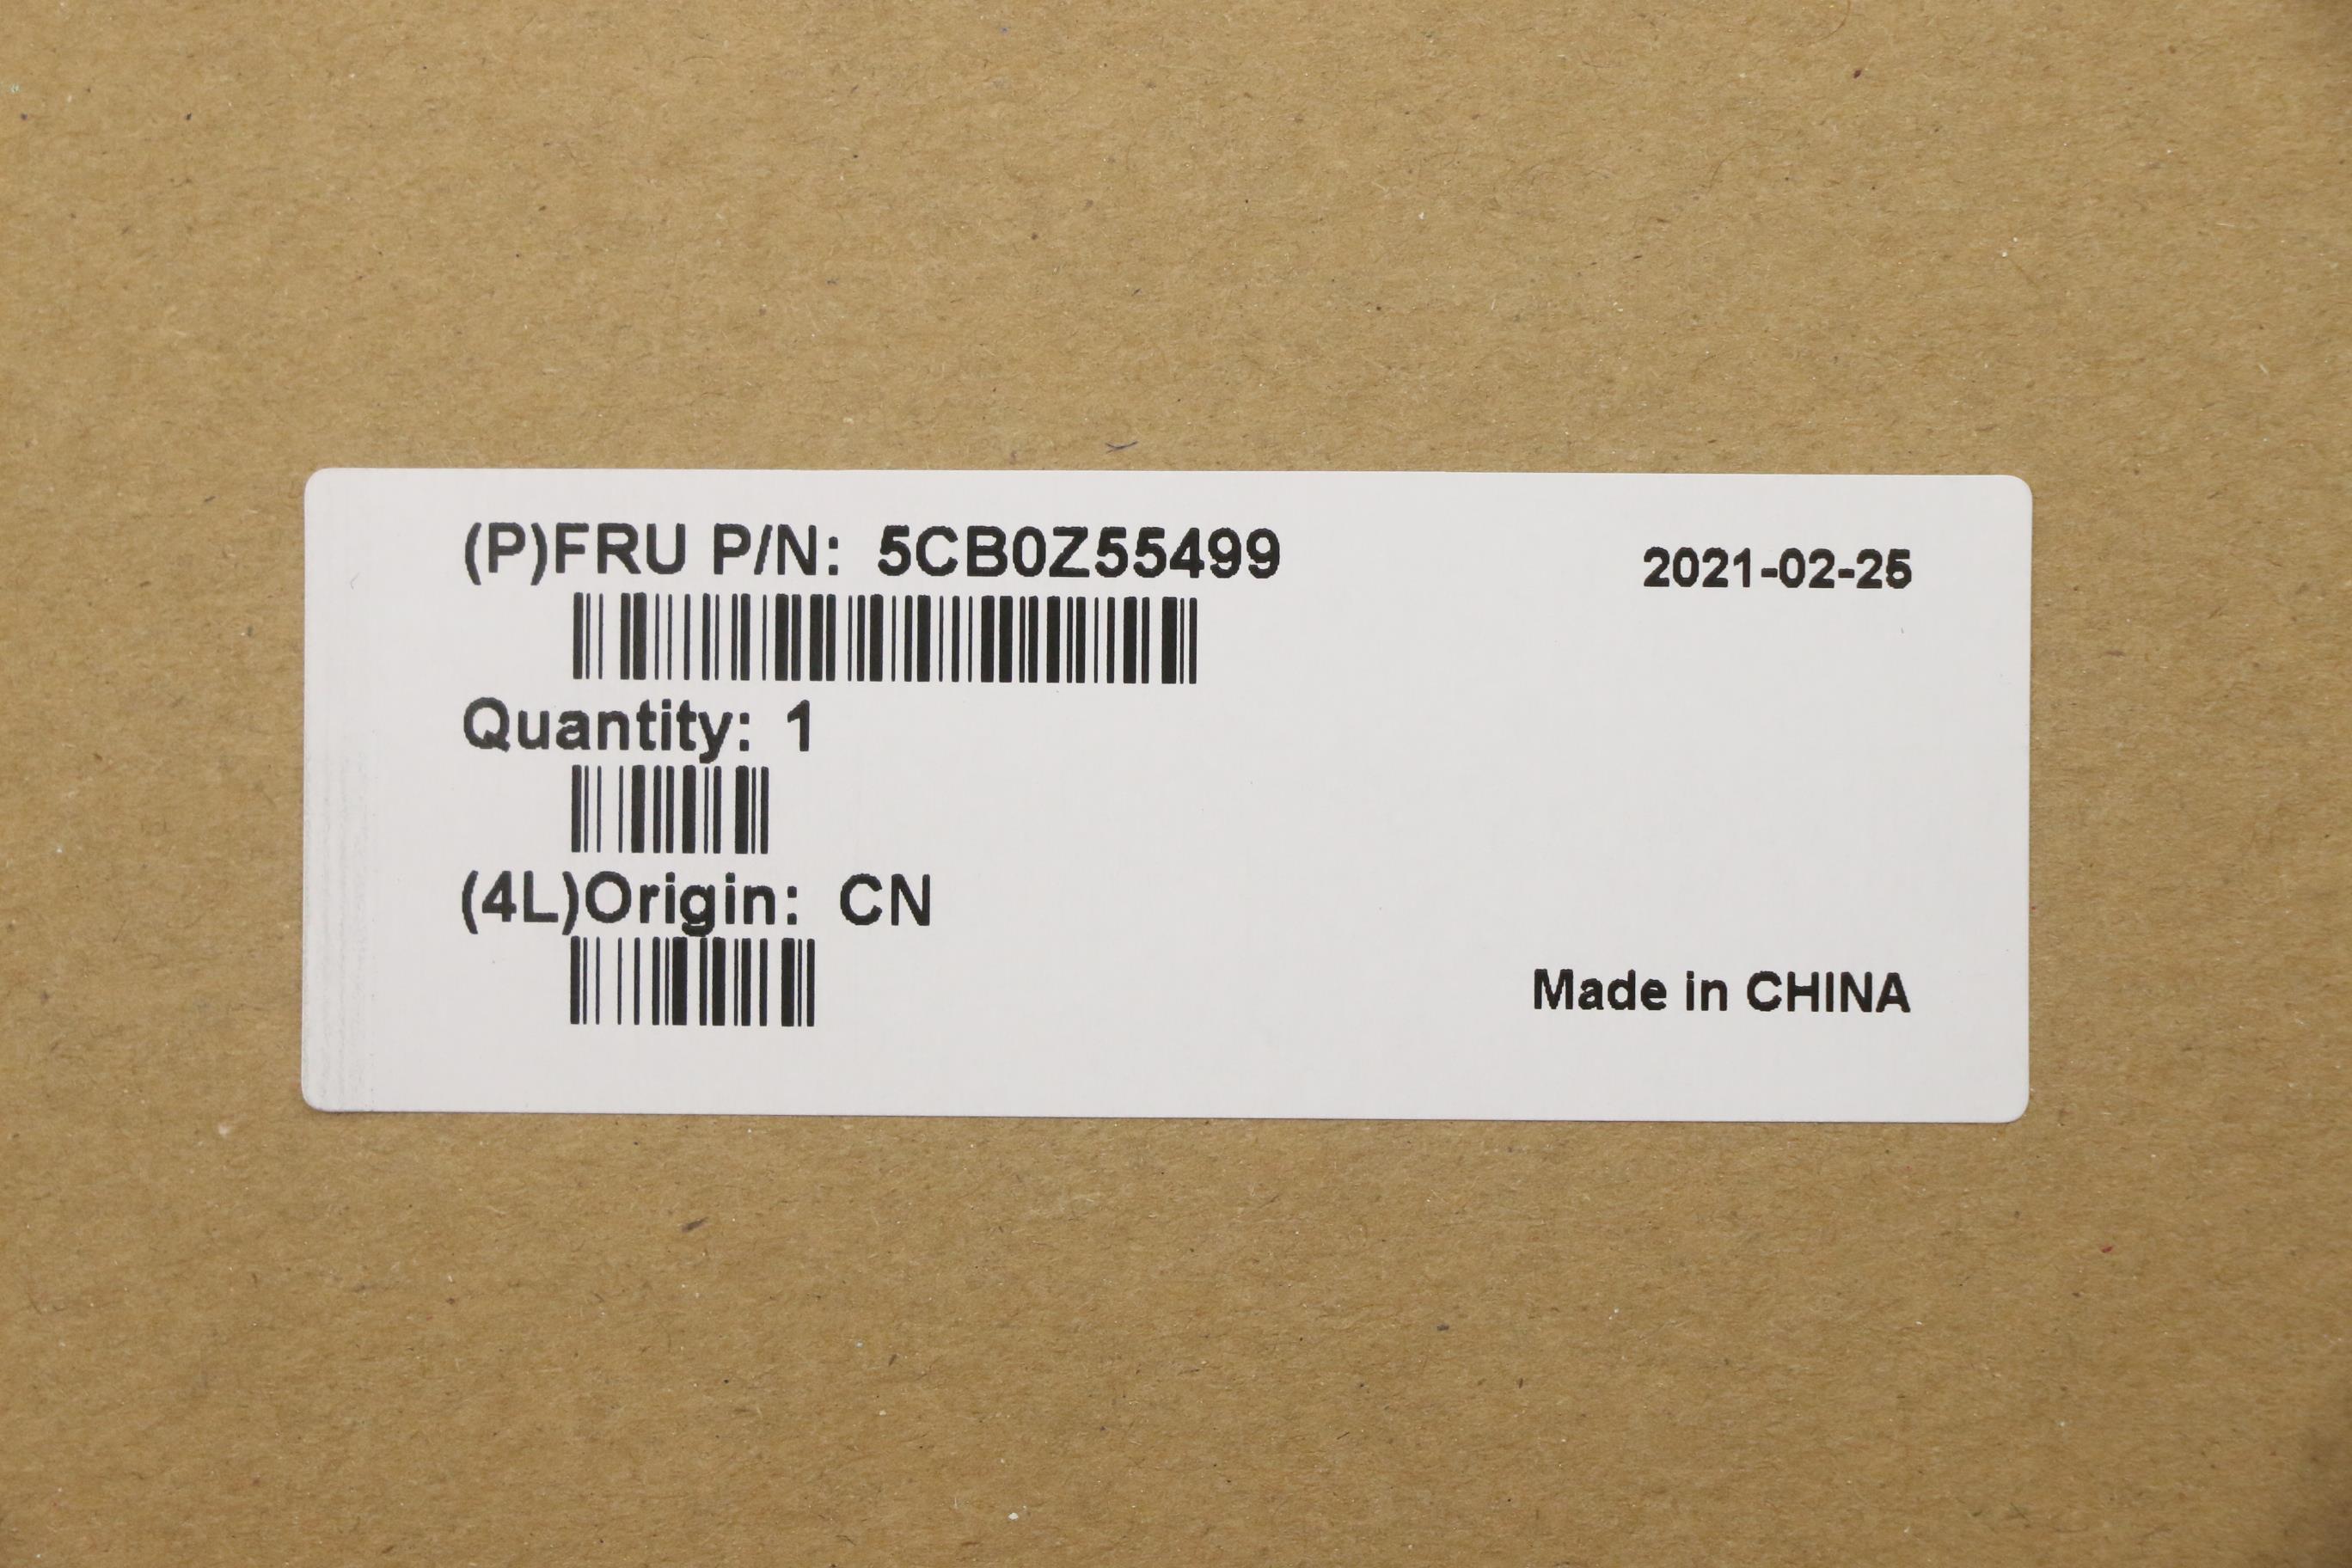 (P)FRU P/N: 5CB0Z55499
2021-02-25
Quantity: 1
(4L)Origin: CN
Made in CHINA